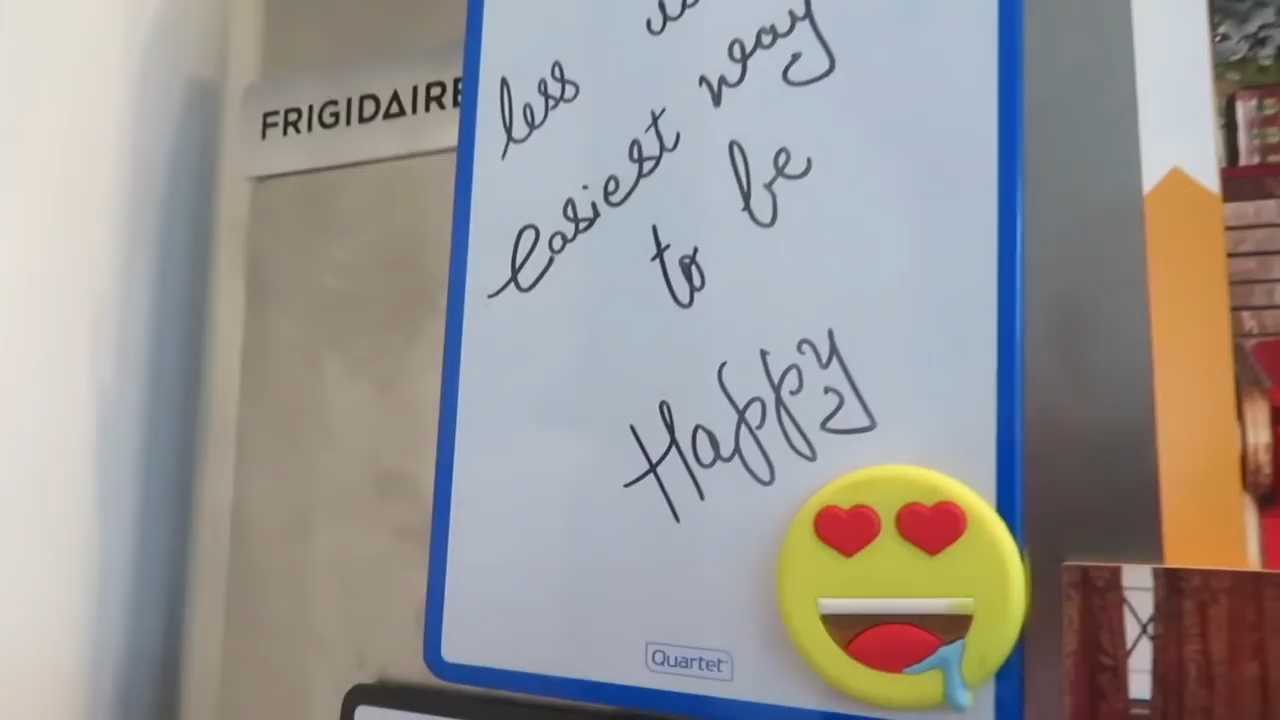 FRIGIDAIRE
less
easiest way
to be
Happy
Quartet